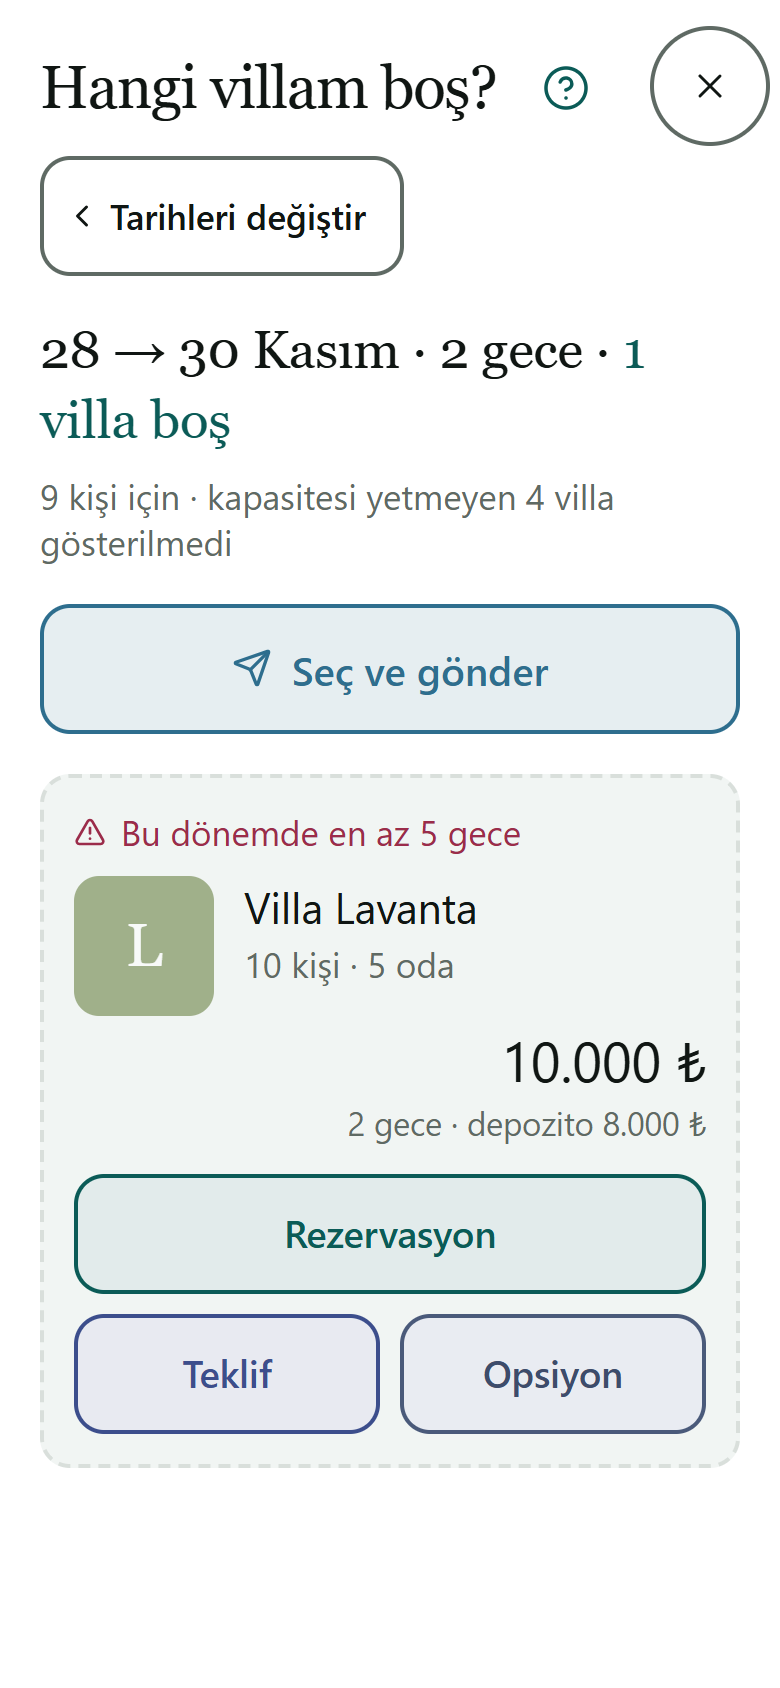 Hangi villam boş?
Tarihleri değiştir
28 → 30 Kasım · 2 gece · 1
villa boş
9 kişi için · kapasitesi yetmeyen 4 villa
gösterilmedi
Seç ve gönder
Bu dönemde en az 5 gece
L
Villa Lavanta
10 kişi · 5 oda
10.000 ₺
2 gece · depozito 8.000 ₺
Rezervasyon
Teklif
Opsiyon